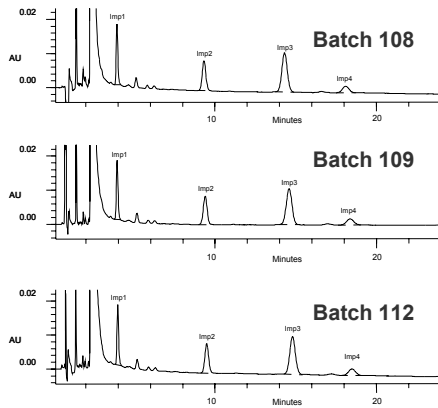 0.02
Imp1
Batch 108
Imp3
Imp2
AU
Imp4
0.00
10
20
Minutes
0.02
Imp1
Batch 109
Imp3
Imp2
AU
Imp4
0.00
10
20
Minutes
0.02
Imp1
Batch 112
Imp3
Imp2
AU
Imp4
0.00
10
20
Minutes